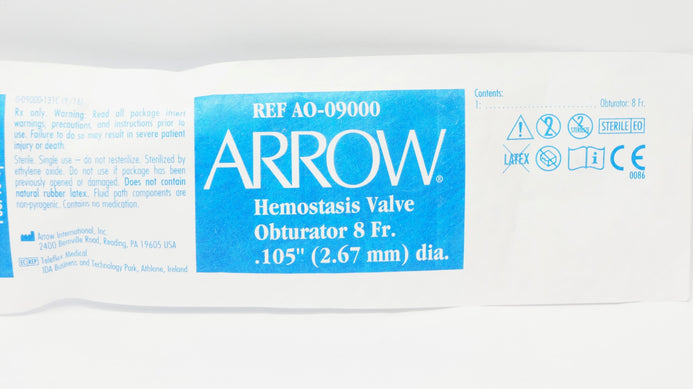 Rx only. Warning: Read all package insert
warnings, precautions, and instructions prior to
use. Failure to do so may result in severe patient
injury or death.
Sterile. Single use – do not resterilize. Sterilized by
ethylene oxide. Do not use if package has been
previously opened or damaged. Does not contain
natural rubber latex. Fluid path components are
non-pyrogenic. Contains no medication.
Arrow International, Inc.
2400 Bernville Road, Reading, PA 19605 USA
EC REP Teleflex Medical
IDA Business and Technology Park, Athlone, Ireland
REF AO-09000
ARROW®
Hemostasis Valve
Obturator 8 Fr.
.105" (2.67 mm) dia.
Contents:
1: Obturator: 8 Fr.
2 STERILE EO
LATEX i CE
0086